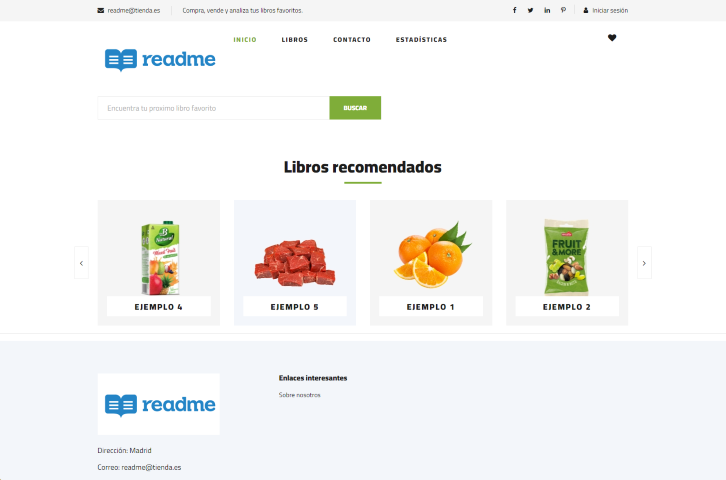 readme@tienda.es
Compra, vende y analiza tus libros favoritos.
Iniciar sesión
readme
INICIO
LIBROS
CONTACTO
ESTADÍSTICAS
Encuentra tu proximo libro favorito
BUSCAR
Libros recomendados
B
Natural
FRUIT
&MORE
EJEMPLO 4
EJEMPLO 5
EJEMPLO 1
EJEMPLO 2
readme
Enlaces interesantes
Sobre nosotros
Dirección: Madrid
Correo: readme@tienda.es